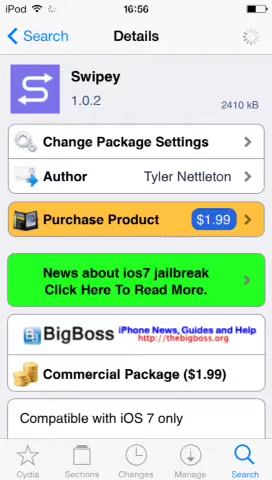 iPod 16:56
Search Details
Swipey
1.0.2
2410 kB
Change Package Settings
Author Tyler Nettleton
Purchase Product $1.99
News about ios7 jailbreak
Click Here To Read More.
BigBoss iPhone News, Guides and Help
http://thebigboss.org
Commercial Package ($1.99)
Compatible with iOS 7 only
Cydia Sections Changes Manage Search